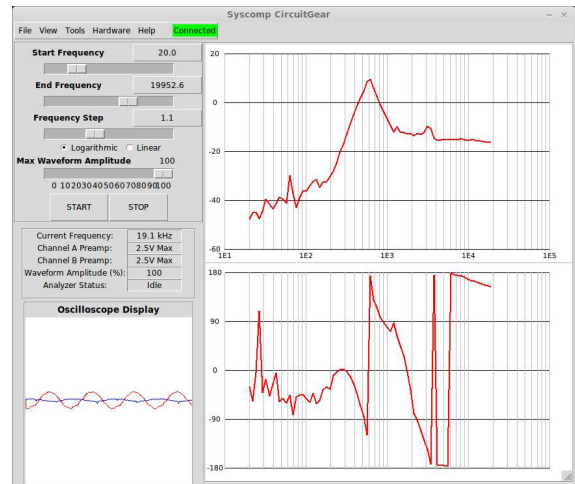 Syscomp CircuitGear
File View Tools Hardware Help Connected
Start Frequency 20.0
End Frequency 19952.6
Frequency Step 1.1
Logarithmic Linear
Max Waveform Amplitude 100
0 102030405060708090100
START STOP
Current Frequency: 19.1 kHz
Channel A Preamp: 2.5V Max
Channel B Preamp: 2.5V Max
Waveform Amplitude (%): 100
Analyzer Status: Idle
Oscilloscope Display
20
0
-20
-40
-60
1E1 1E2 1E3 1E4 1E5
180
90
0
-90
-180